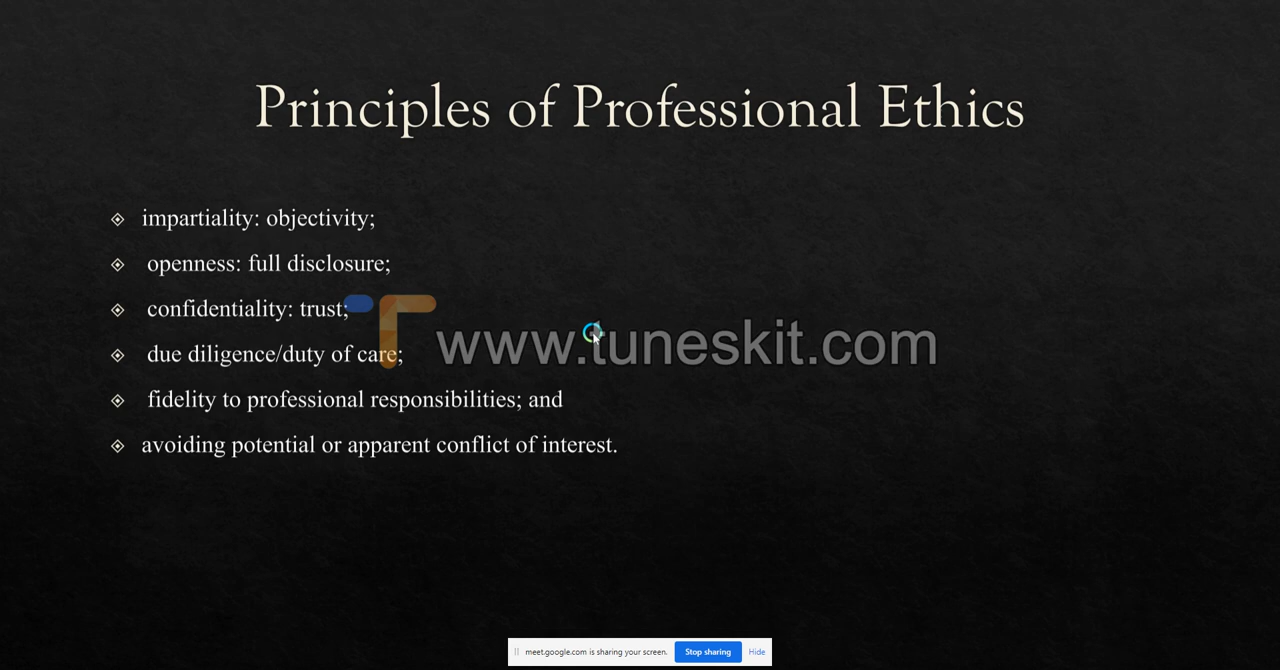 Principles of Professional Ethics
impartiality: objectivity;
openness: full disclosure;
confidentiality: trust;
www.tuneskit.com
due diligence/duty of care;
fidelity to professional responsibilities; and
avoiding potential or apparent conflict of interest.
meet.google.com is sharing your screen. Stop sharing Hide